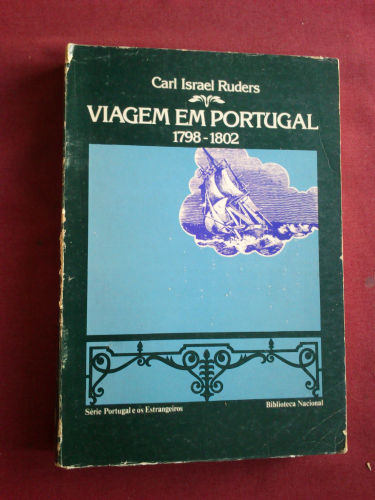 Carl Israel Ruders
VIAGEM EM PORTUGAL
1798-1802
Série Portugal e os Estrangeiros
Biblioteca Nacional